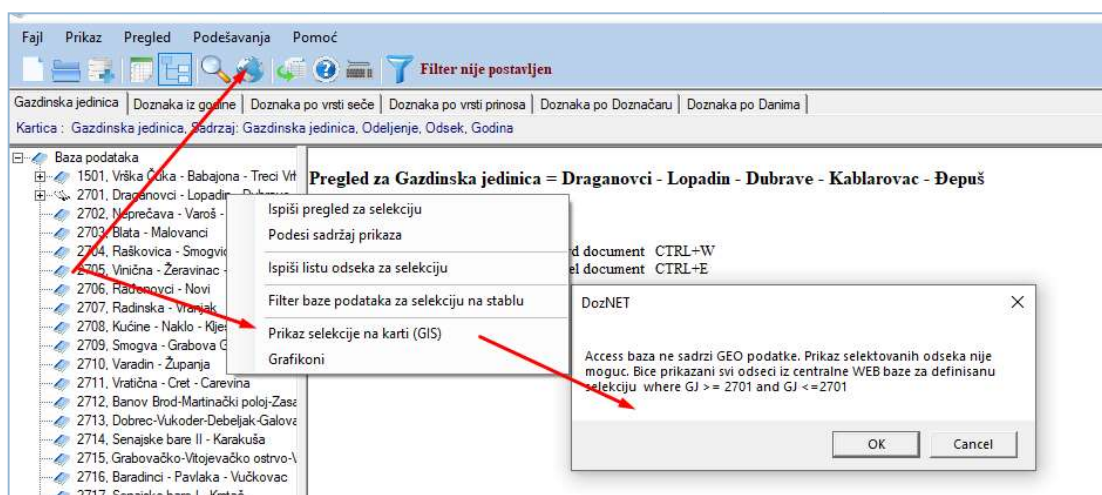 Fajl Prikaz Pregled Podešavanja Pomoć
Filter nije postavljen
Gazdinska jedinica Doznaka iz godine Doznaka po vrsti seče Doznaka po vrsti prinosa Doznaka po Doznačaru Doznaka po Danima
Kartica : Gazdinska jedinica, Sadrzaj: Gazdinska jedinica, Odeljenje, Odsek, Godina
Baza podataka
1501, Vrška Čuka - Babajona - Treci Vrh
2701, Draganovci - Lopadin - Dubrave
2702, Neprečava - Varoš -
2703, Blata - Malovanci
2704, Raškovica - Smogvic
2705, Vinična - Žeravinac -
2706, Rađenovci - Novi
2707, Radinska - Vranjak
2708, Kućine - Naklo - Klješ
2709, Smogva - Grabova G
2710, Varadin - Županja
2711, Vratična - Cret - Carevina
2712, Banov Brod-Martinački poloj-Zasa
2713, Dobrec-Vukoder-Debeljak-Galova
2714, Senajske bare II - Karakuša
2715, Grabovačko-Vitojevačko ostrvo-V
2716, Baradinci - Pavlaka - Vučkovac
2717, Senajske bare I - Krstač
Pregled za Gazdinska jedinica = Draganovci - Lopadin - Dubrave - Kablarovac - Đepuš
d document CTRL+W
el document CTRL+E
Ispiši pregled za selekciju
Podesi sadržaj prikaza
Ispiši listu odseka za selekciju
Filter baze podataka za selekciju na stablu
Prikaz selekcije na karti (GIS)
Grafikoni
DozNET
Access baza ne sadrzi GEO podatke. Prikaz selektovanih odseka nije
moguc. Bice prikazani svi odseci iz centralne WEB baze za definisanu
selekciju where GJ >= 2701 and GJ <=2701
OK Cancel